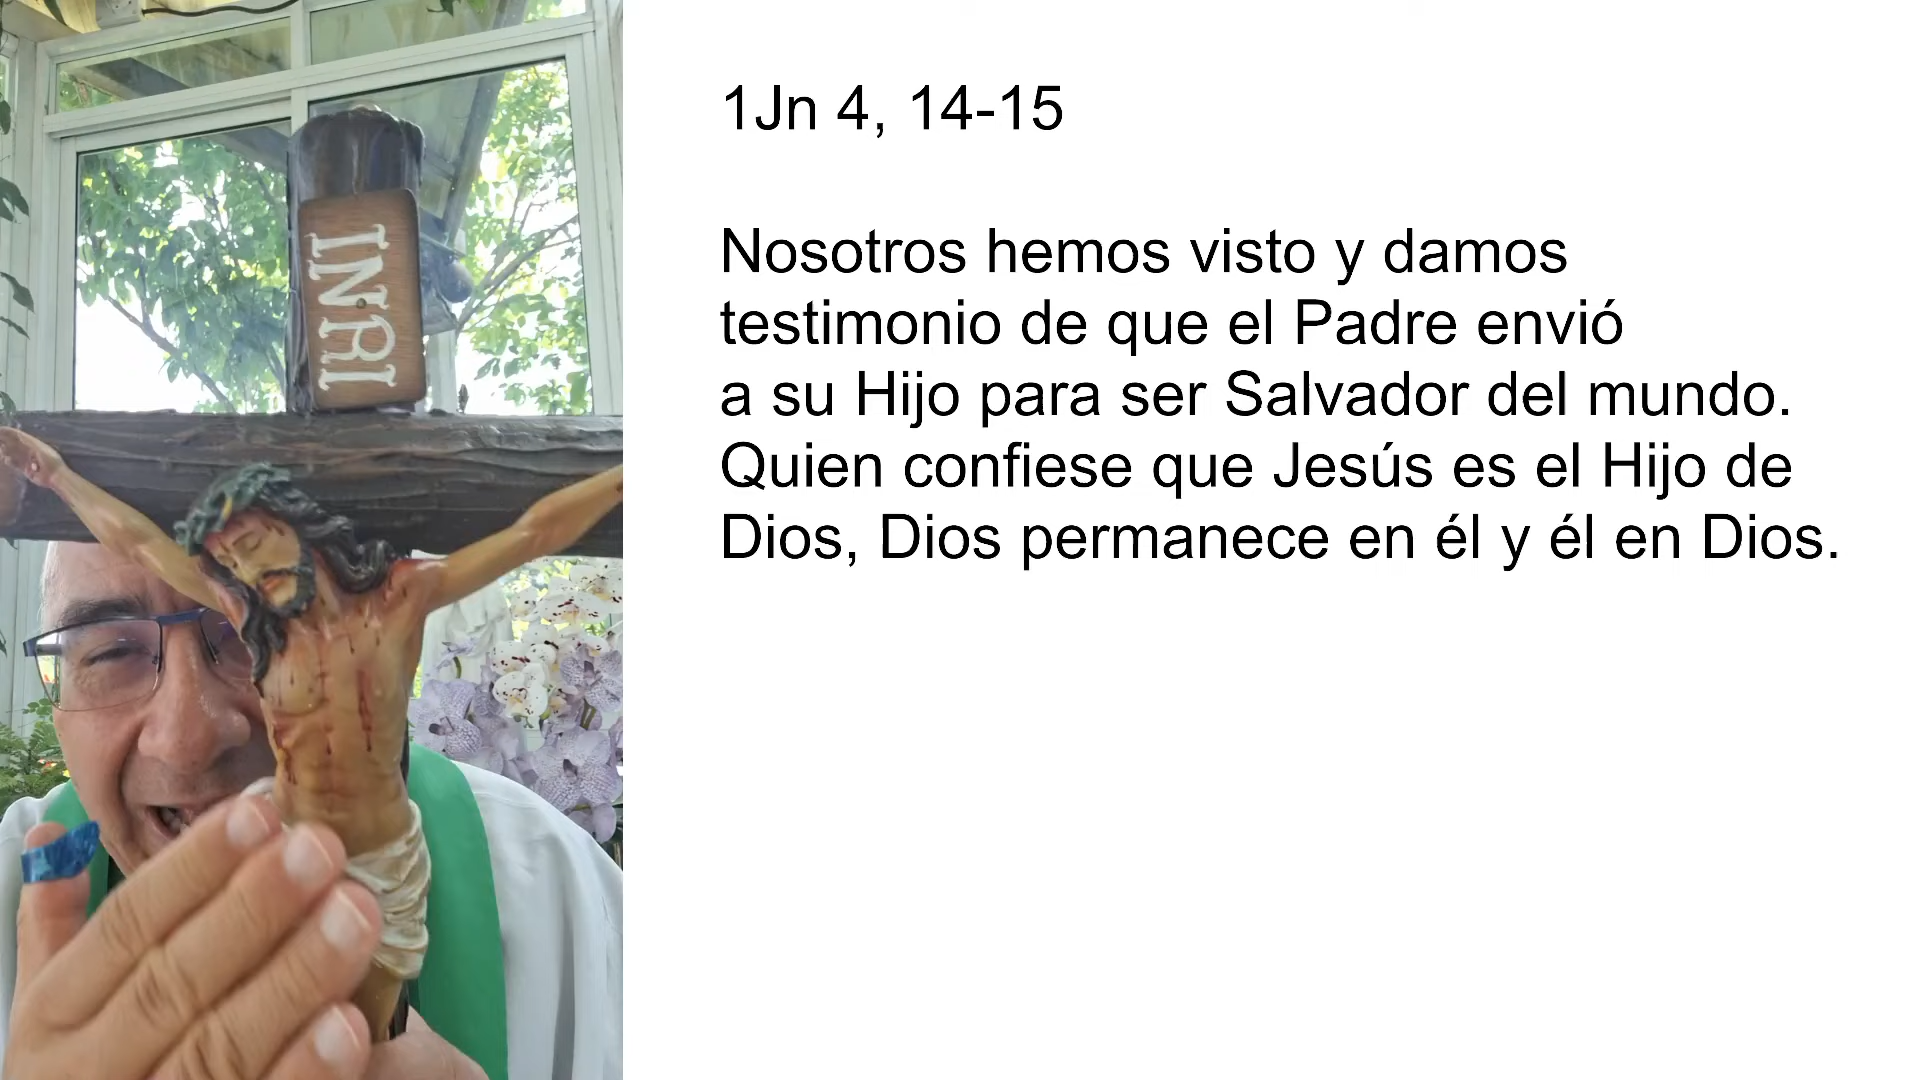 INRI
1Jn 4, 14-15
Nosotros hemos visto y damos
testimonio de que el Padre envió
a su Hijo para ser Salvador del mundo.
Quien confiese que Jesús es el Hijo de
Dios, Dios permanece en él y él en Dios.